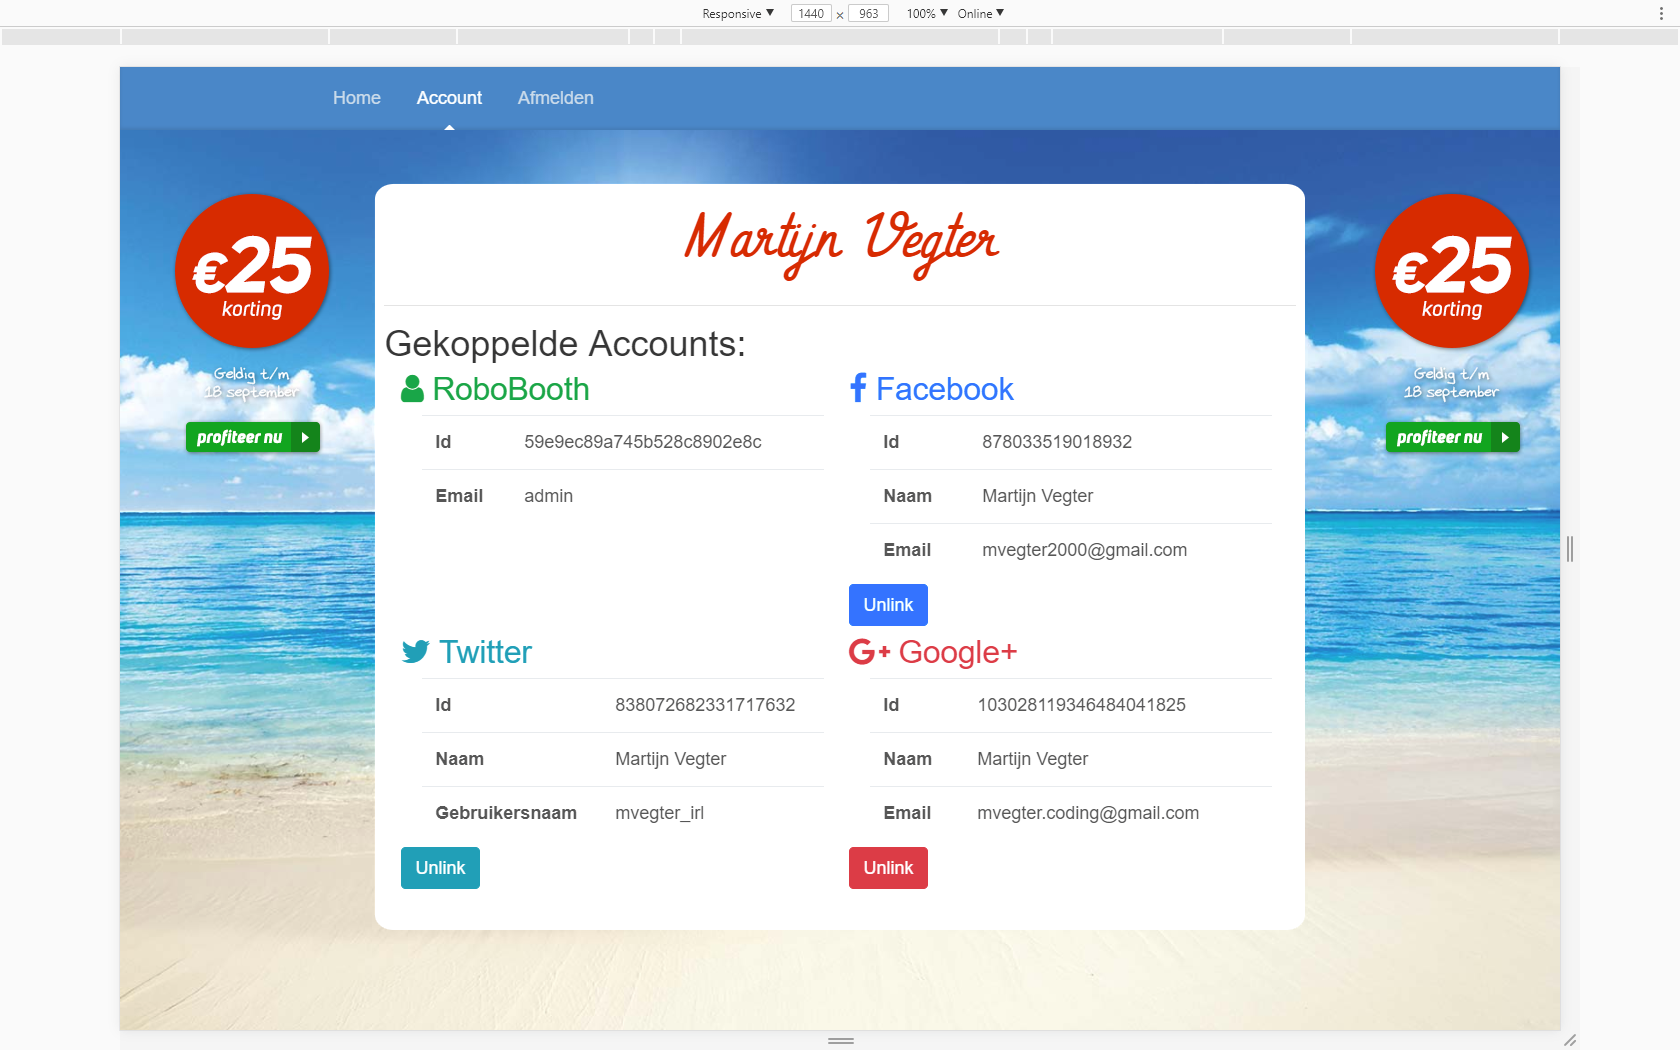 Responsive ▼ 1440 × 963 100% ▼ Online ▼
Home Account Afmelden
€25
korting
Geldig t/m
18 september
profiteer nu
Martijn Vegter
Gekoppelde Accounts:
RoboBooth
Id 59e9ec89a745b528c8902e8c
Email admin
Facebook
Id 878033519018932
Naam Martijn Vegter
Email mvegter2000@gmail.com
Unlink
Twitter
Id 838072682331717632
Naam Martijn Vegter
Gebruikersnaam mvegter_irl
Unlink
Google+
Id 103028119346484041825
Naam Martijn Vegter
Email mvegter.coding@gmail.com
Unlink
€25
korting
Geldig t/m
18 september
profiteer nu